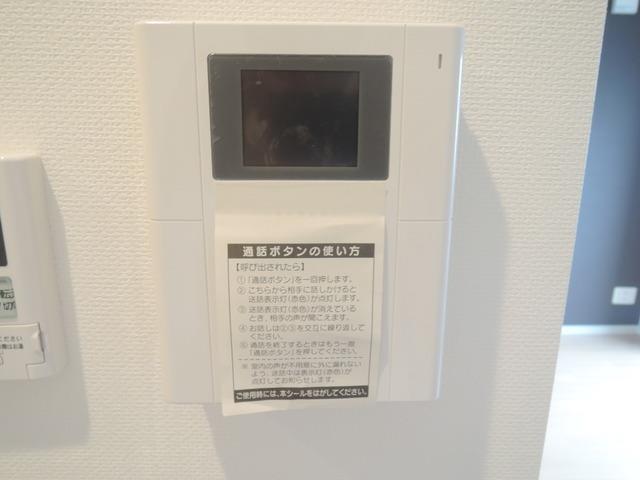 通話ボタンの使い方
【呼び出されたら】
①「通話ボタン」を一回押します。
②こちらから相手に話しかけると
送話表示灯(赤色)が点灯します。
③送話表示灯(赤色)が消えている
とき、相手の声が聞こえます。
④お話しは②③を交互に繰り返して
ください。
⑤通話を終了するときはもう一度
「通話ボタン」を押してください。
※室内の声が不用意に外に漏れない
よう、送話中は表示灯(赤色)が
点灯してお知らせします。
ご使用時には、本シールをはがしてください。
ください